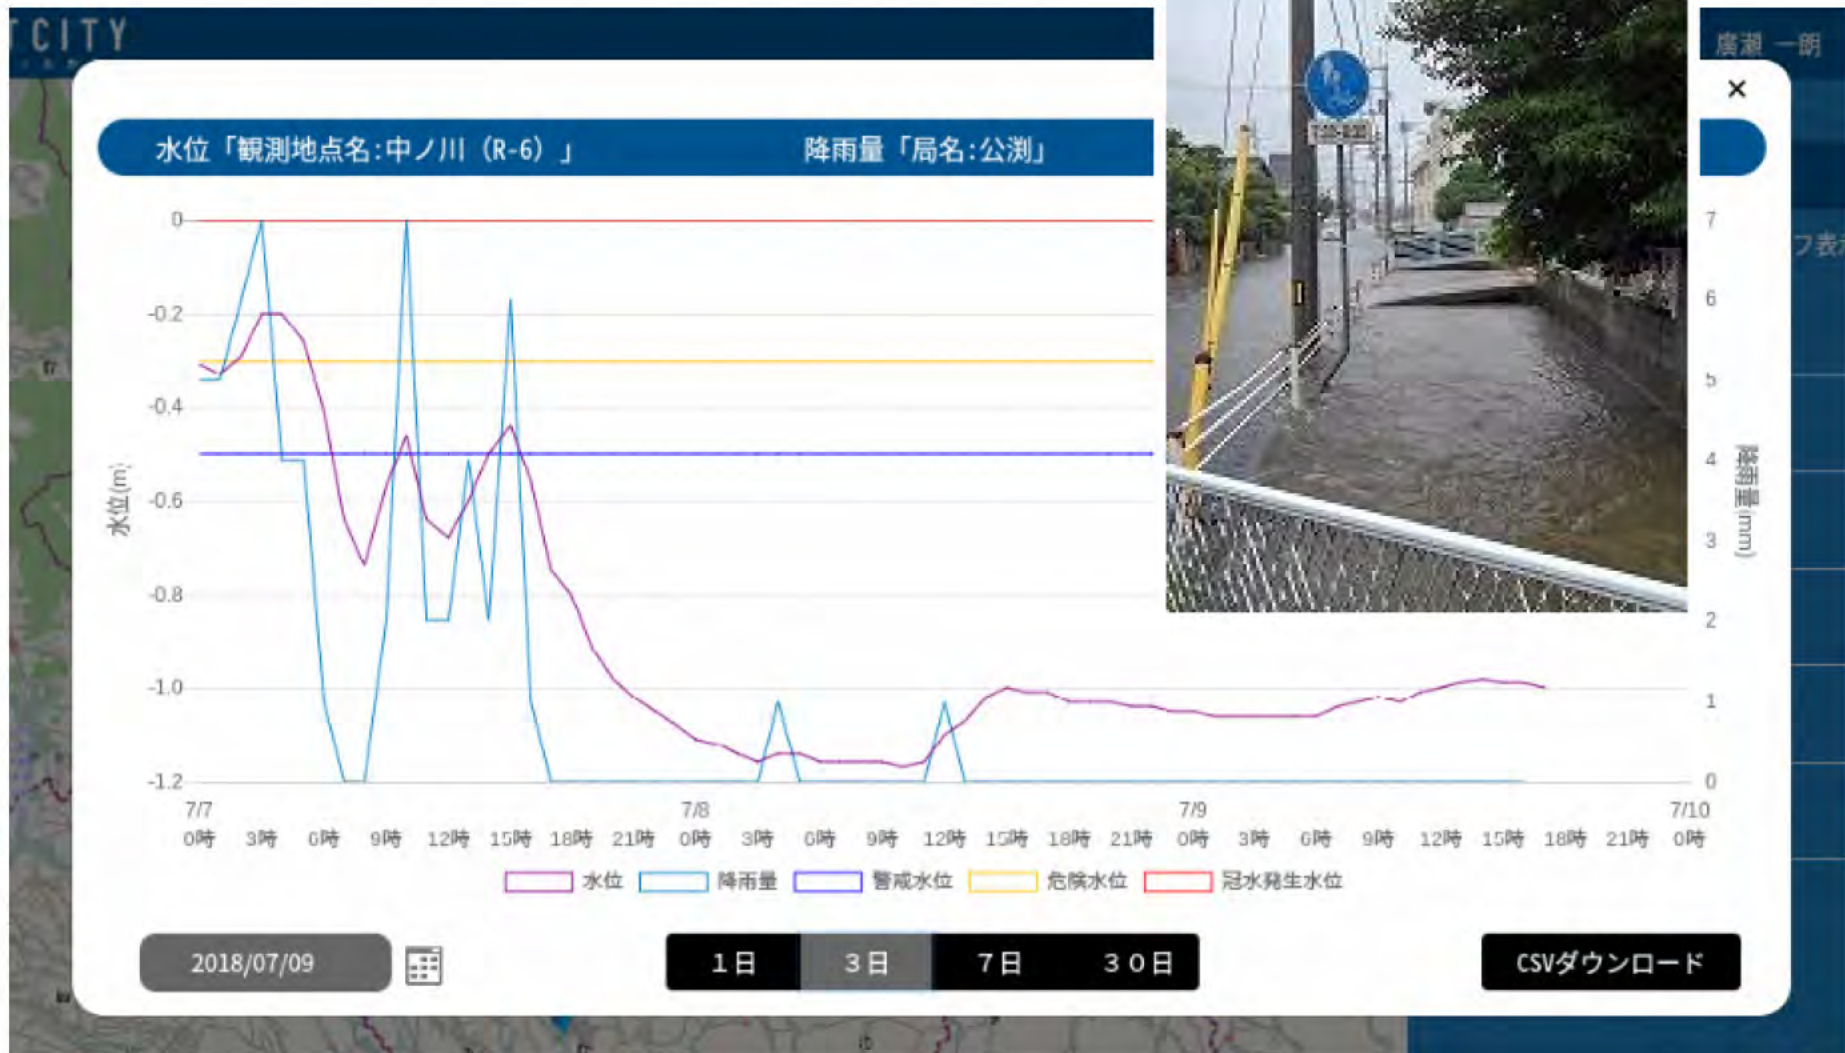 TCITY
廣瀬 一朗
×
水位「観測地点名:中ノ川（R-6）」 降雨量「局名:公渕」
フ表
水位(m)
0
-0.2
-0.4
-0.6
-0.8
-1.0
-1.2
7
6
5
4
3
2
1
0
降雨量(mm)
7/7 7/8 7/9 7/10
0時 3時 6時 9時 12時 15時 18時 21時 0時 3時 6時 9時 12時 15時 18時 21時 0時 3時 6時 9時 12時 15時 18時 21時 0時
水位 降雨量 警戒水位 危険水位 冠水発生水位
2018/07/09
1日 3日 7日 30日
CSVダウンロード